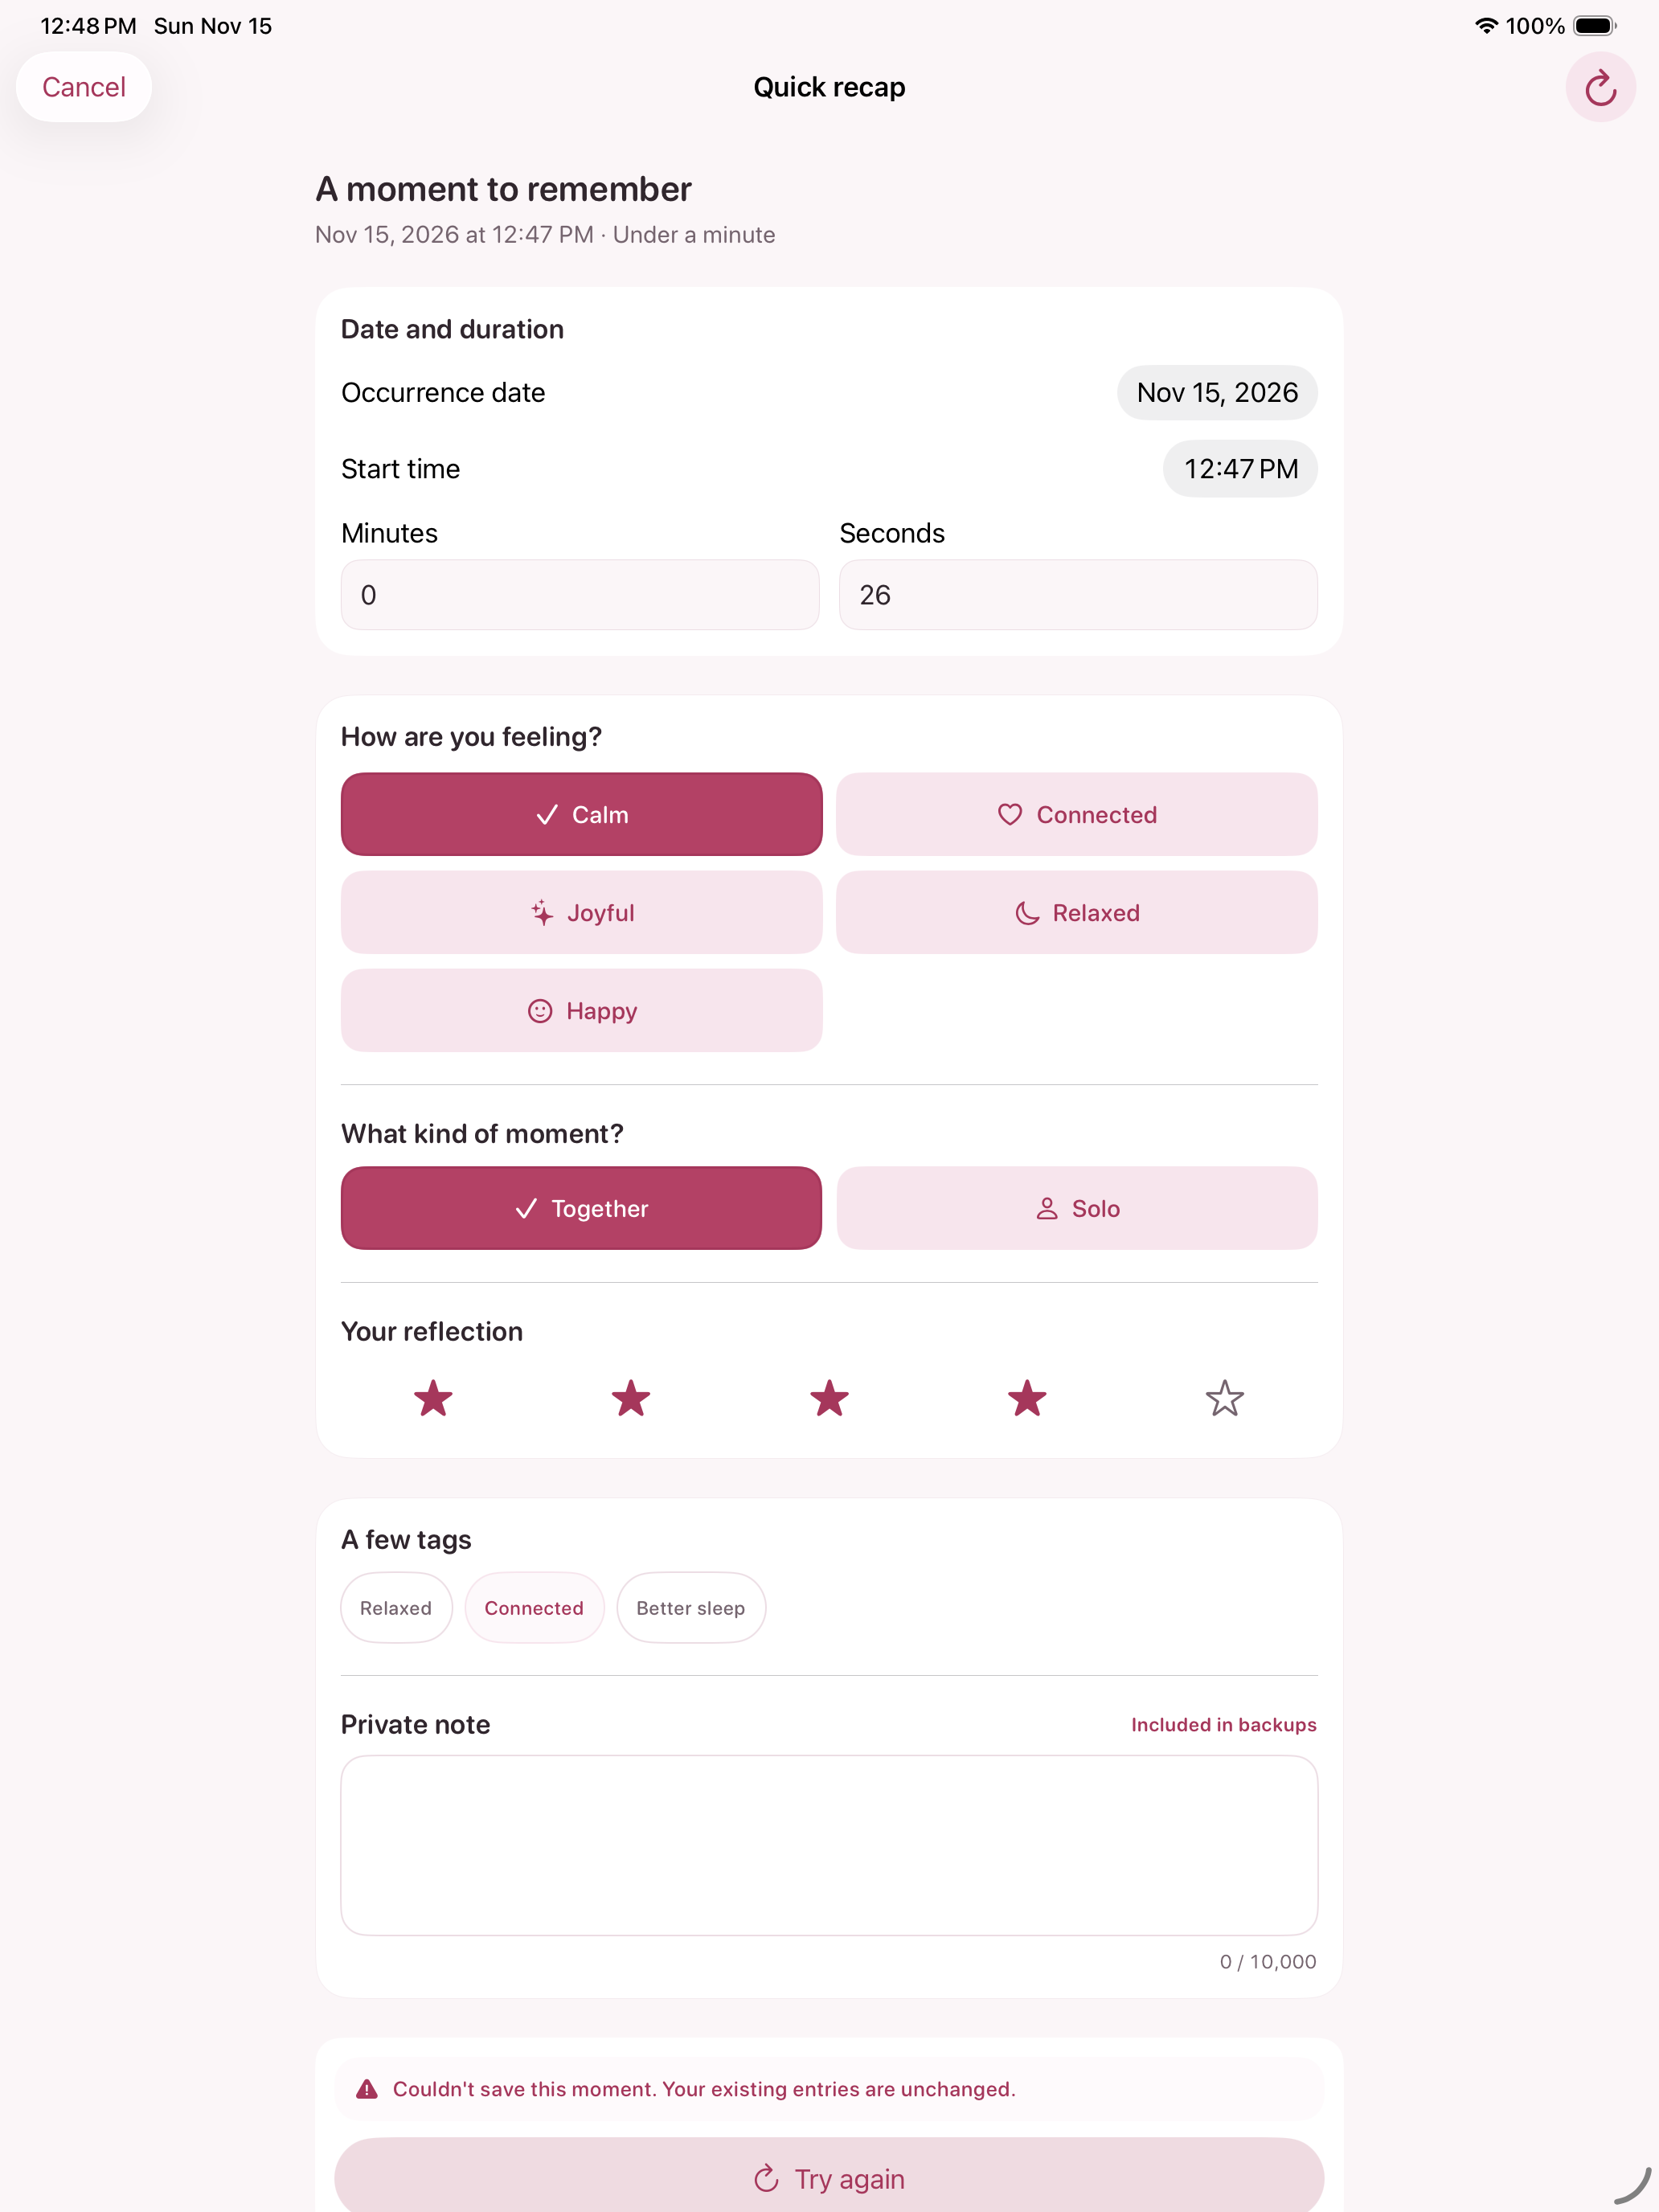 12:48 PM Sun Nov 15
100%
Cancel
Quick recap
A moment to remember
Nov 15, 2026 at 12:47 PM · Under a minute
Date and duration
Occurrence date
Nov 15, 2026
Start time
12:47 PM
Minutes
Seconds
0
26
How are you feeling?
Calm
Connected
Joyful
Relaxed
Happy
What kind of moment?
Together
Solo
Your reflection
A few tags
Relaxed
Connected
Better sleep
Private note
Included in backups
0 / 10,000
Couldn't save this moment. Your existing entries are unchanged.
Try again